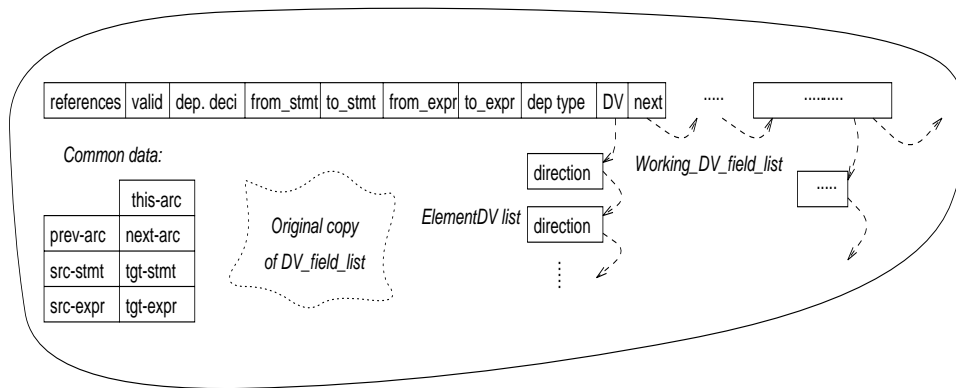 references valid dep. deci from_stmt to_stmt from_expr to_expr dep type DV next ..... .........
Common data:
direction
Working_DV_field_list
this-arc
.....
prev-arc next-arc
Original copy
of DV_field_list
ElementDV list
direction
src-stmt tgt-stmt
src-expr tgt-expr